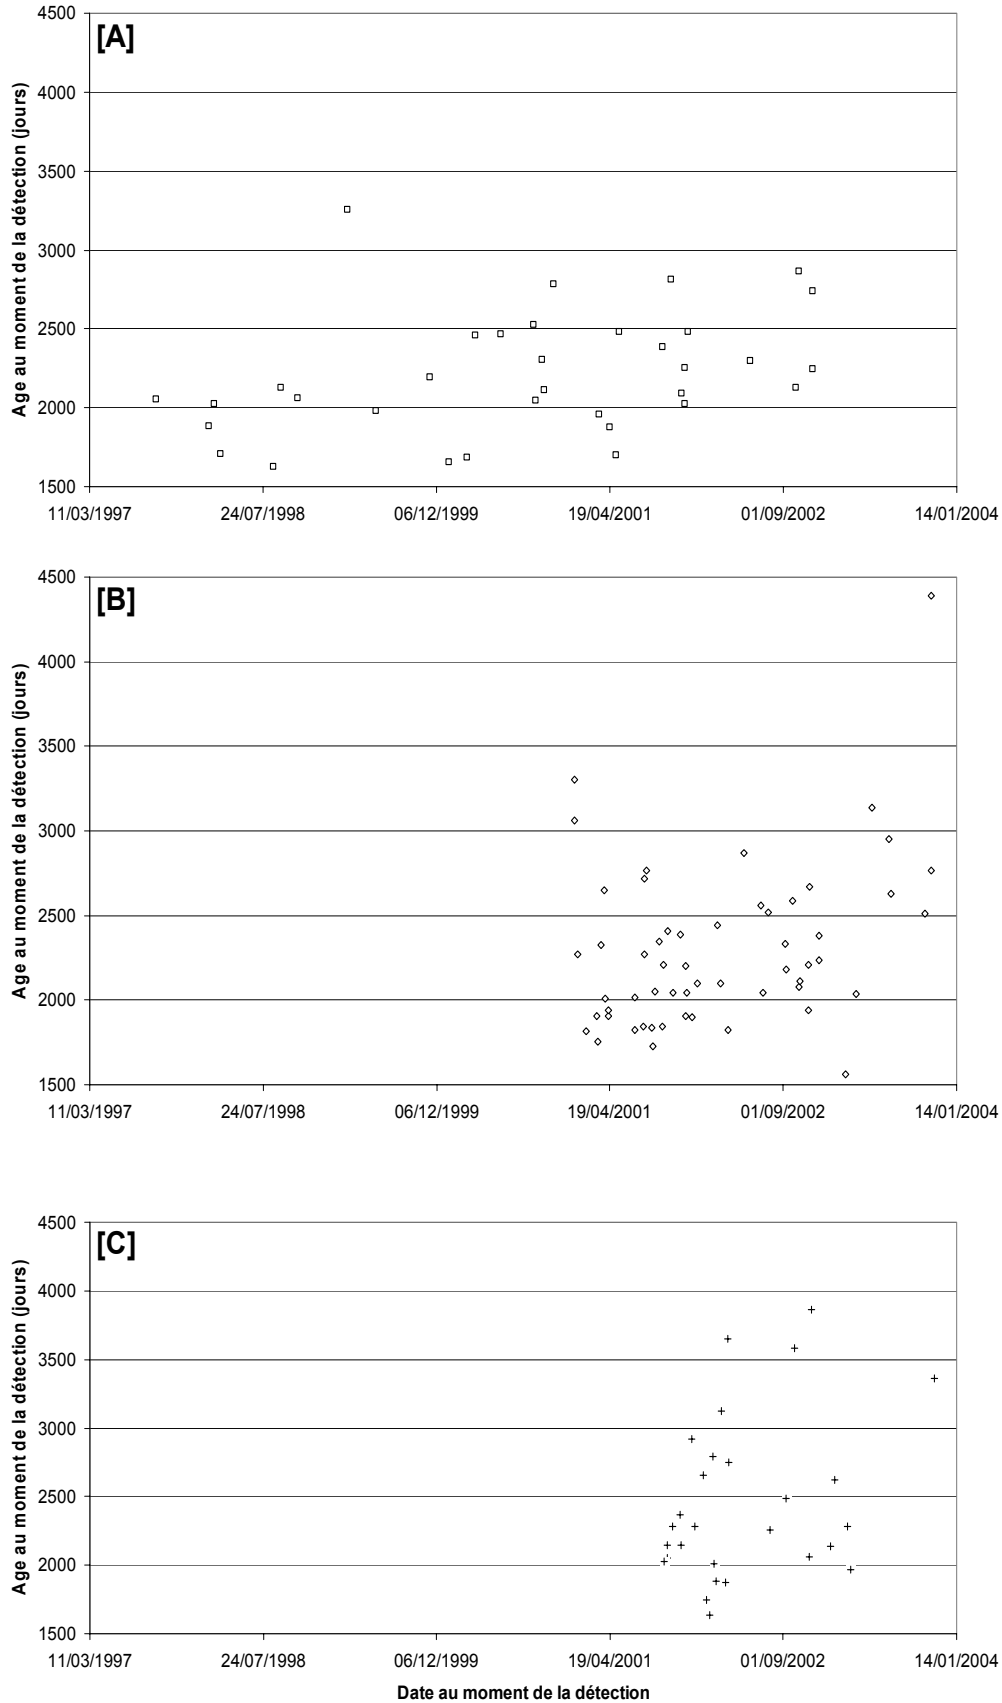 [A]
Age au moment de la détection (jours)
4500
4000
3500
3000
2500
2000
1500
11/03/1997 24/07/1998 06/12/1999 19/04/2001 01/09/2002 14/01/2004
[B]
Age au moment de la détection (jours)
4500
4000
3500
3000
2500
2000
1500
11/03/1997 24/07/1998 06/12/1999 19/04/2001 01/09/2002 14/01/2004
[C]
Age au moment de la détection (jours)
4500
4000
3500
3000
2500
2000
1500
11/03/1997 24/07/1998 06/12/1999 19/04/2001 01/09/2002 14/01/2004
Date au moment de la détection